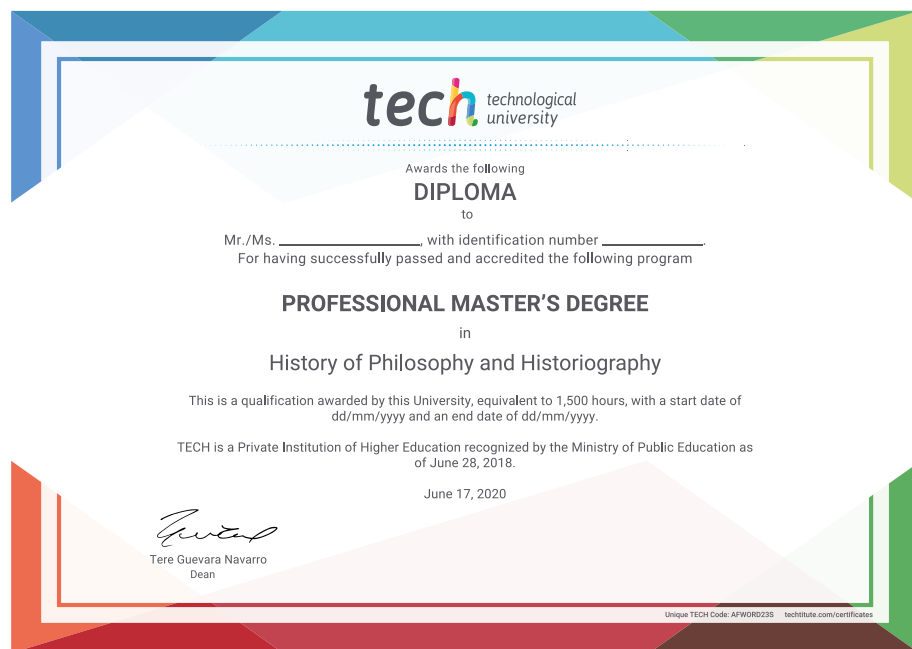 tech technological
university
Awards the following
DIPLOMA
to
Mr./Ms. ____________________, with identification number ______________.
For having successfully passed and accredited the following program
PROFESSIONAL MASTER'S DEGREE
in
History of Philosophy and Historiography
This is a qualification awarded by this University, equivalent to 1,500 hours, with a start date of
dd/mm/yyyy and an end date of dd/mm/yyyy.
TECH is a Private Institution of Higher Education recognized by the Ministry of Public Education as
of June 28, 2018.
June 17, 2020
Tere Guevara Navarro
Dean
Unique TECH Code: AFWORD23S techtitute.com/certificates